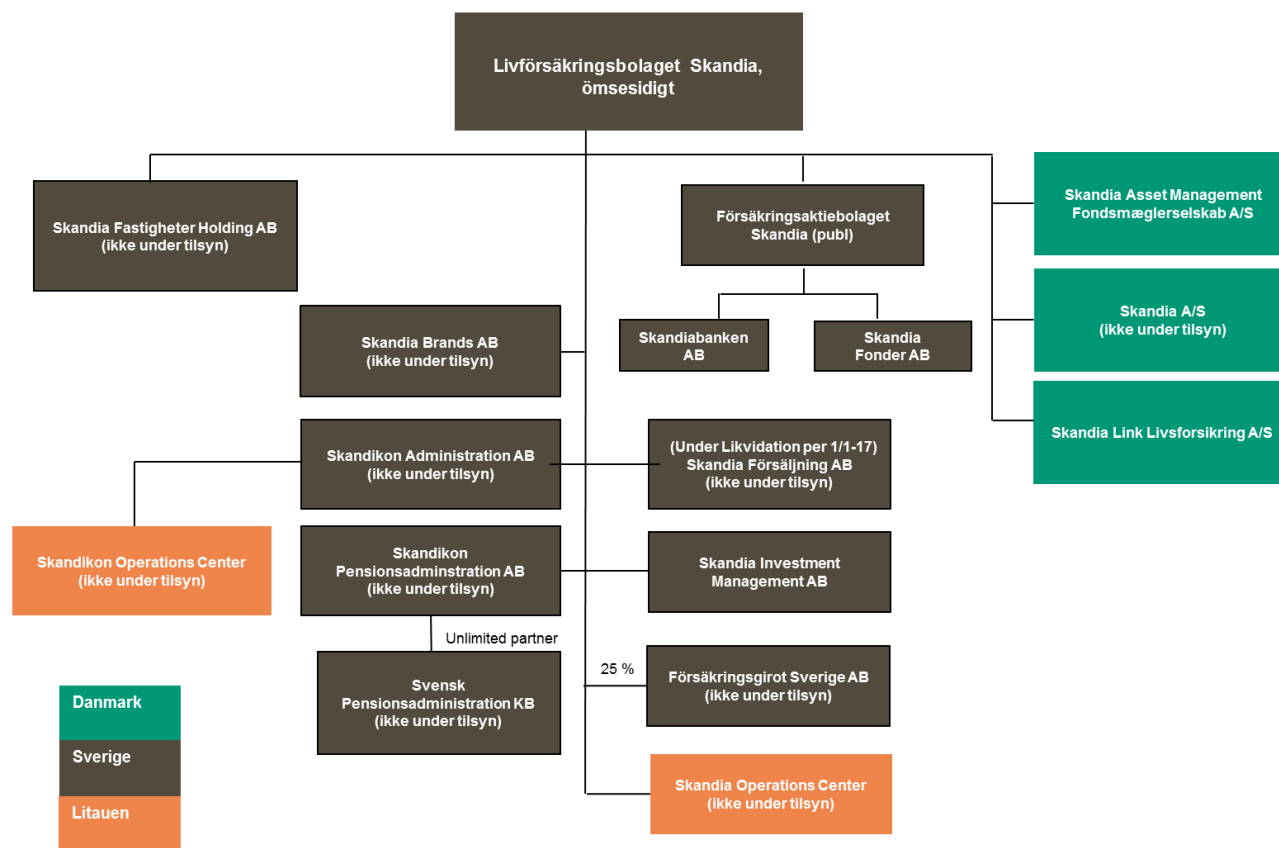 Livförsäkringsbolaget Skandia,
ömsesidigt
Skandia Fastigheter Holding AB
(ikke under tilsyn)
Försäkringsaktiebolaget
Skandia (publ)
Skandia Asset Management
Fondsmæglerselskab A/S
Skandia A/S
(ikke under tilsyn)
Skandia Link Livsforsikring A/S
Skandiabanken
AB
Skandia
Fonder AB
Skandia Brands AB
(ikke under tilsyn)
Skandikon Administration AB
(ikke under tilsyn)
(Under Likvidation per 1/1-17)
Skandia Försäljning AB
(ikke under tilsyn)
Skandikon Operations Center
(ikke under tilsyn)
Skandikon
Pensionsadminstration AB
(ikke under tilsyn)
Skandia Investment
Management AB
Unlimited partner
Svensk
Pensionsadministration KB
(ikke under tilsyn)
25 %
Försäkringsgirot Sverige AB
(ikke under tilsyn)
Skandia Operations Center
(ikke under tilsyn)
Danmark
Sverige
Litauen